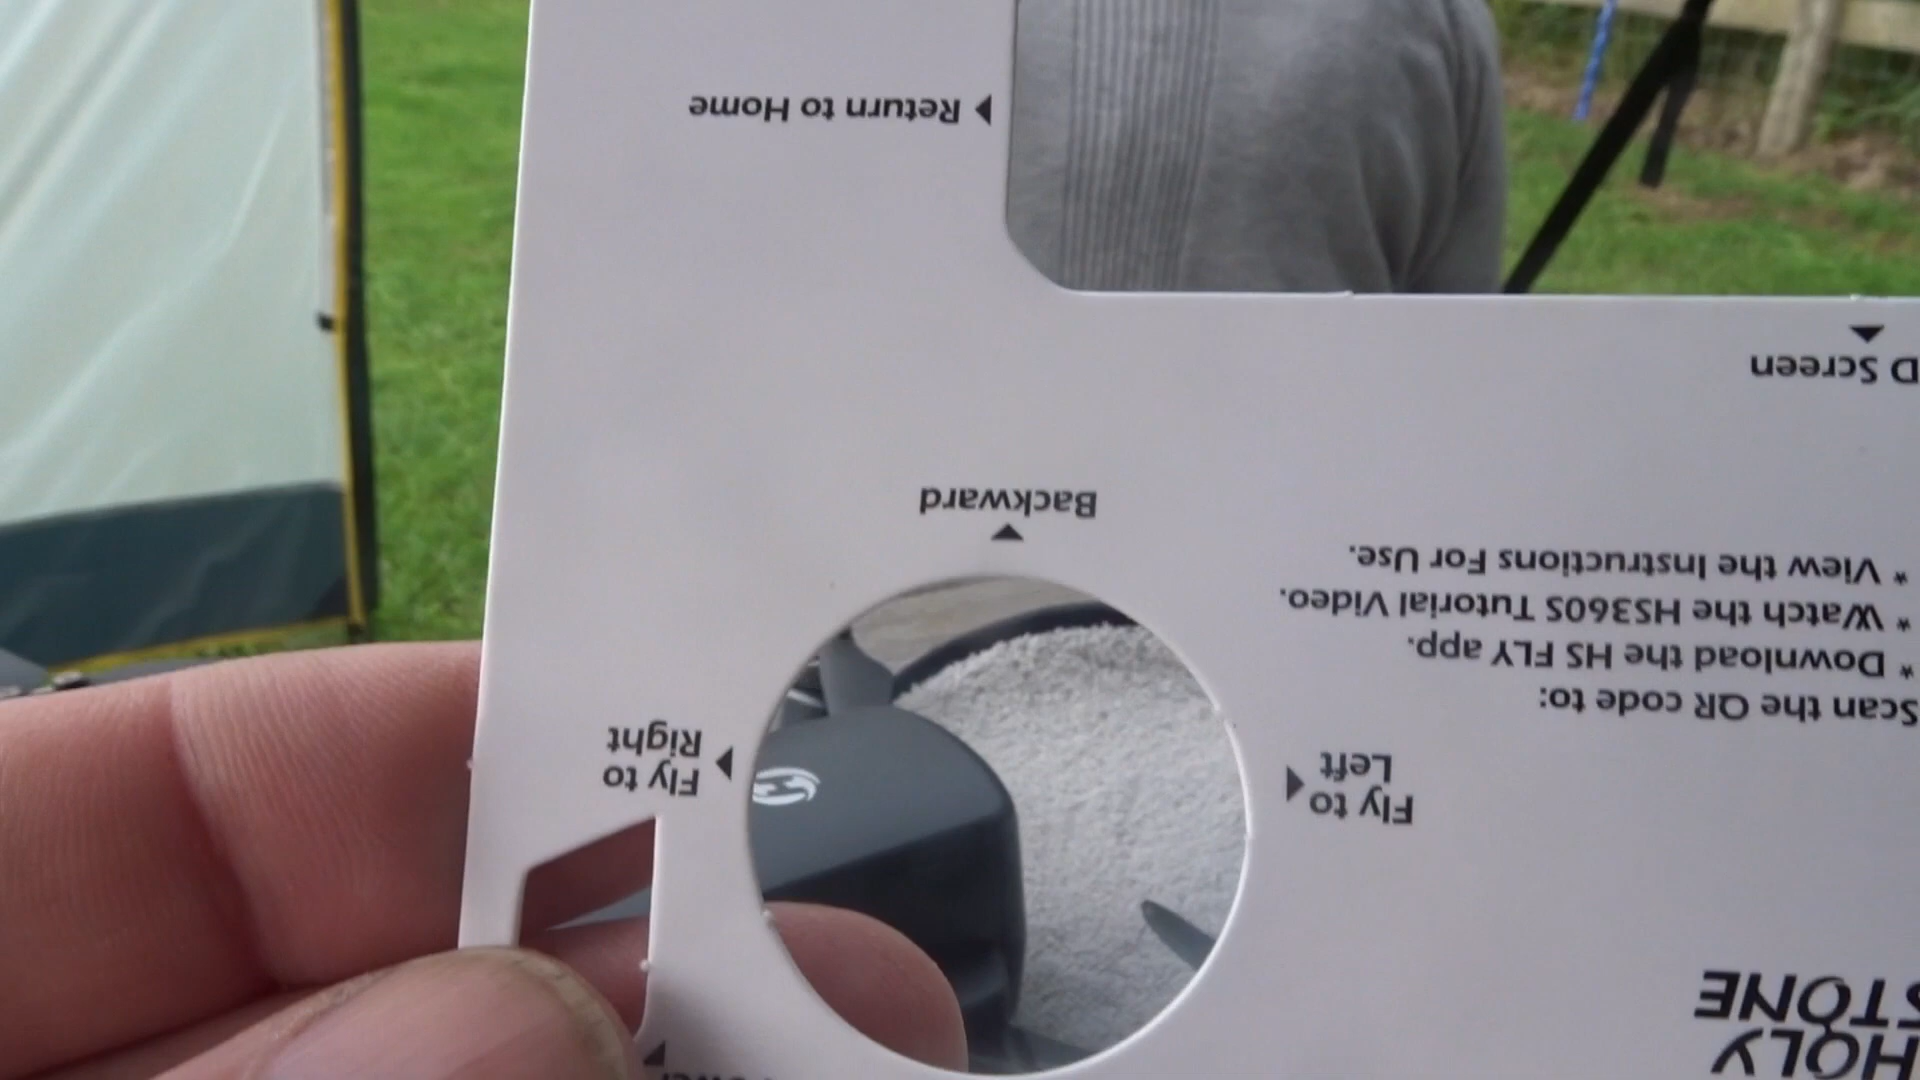 HOLY
STONE
Fly to
Left
Fly to
Right
Scan the QR code to:
* Download the HS FLY app.
* Watch the HS360S Tutorial Video.
* View the Instructions For Use.
Backward
Screen
Return to Home